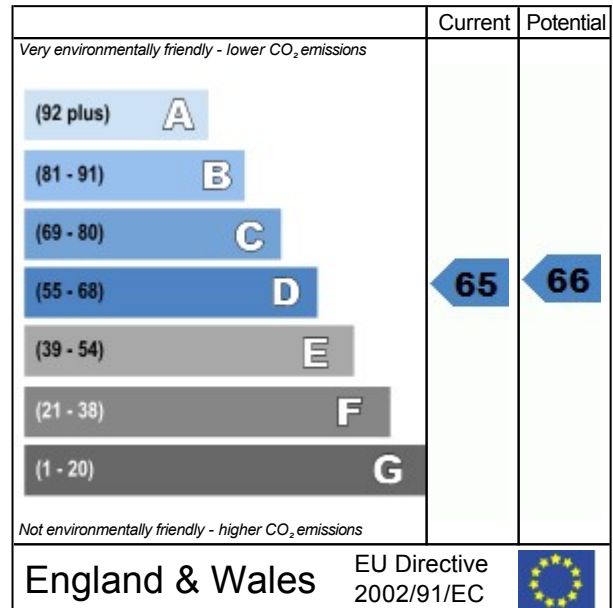 Current Potential
Very environmentally friendly - lower CO₂ emissions
(92 plus) A
(81 - 91) B
(69 - 80) C
(55 - 68) D
65 66
(39 - 54) E
(21 - 38) F
(1 - 20) G
Not environmentally friendly - higher CO₂ emissions
England & Wales
EU Directive
2002/91/EC